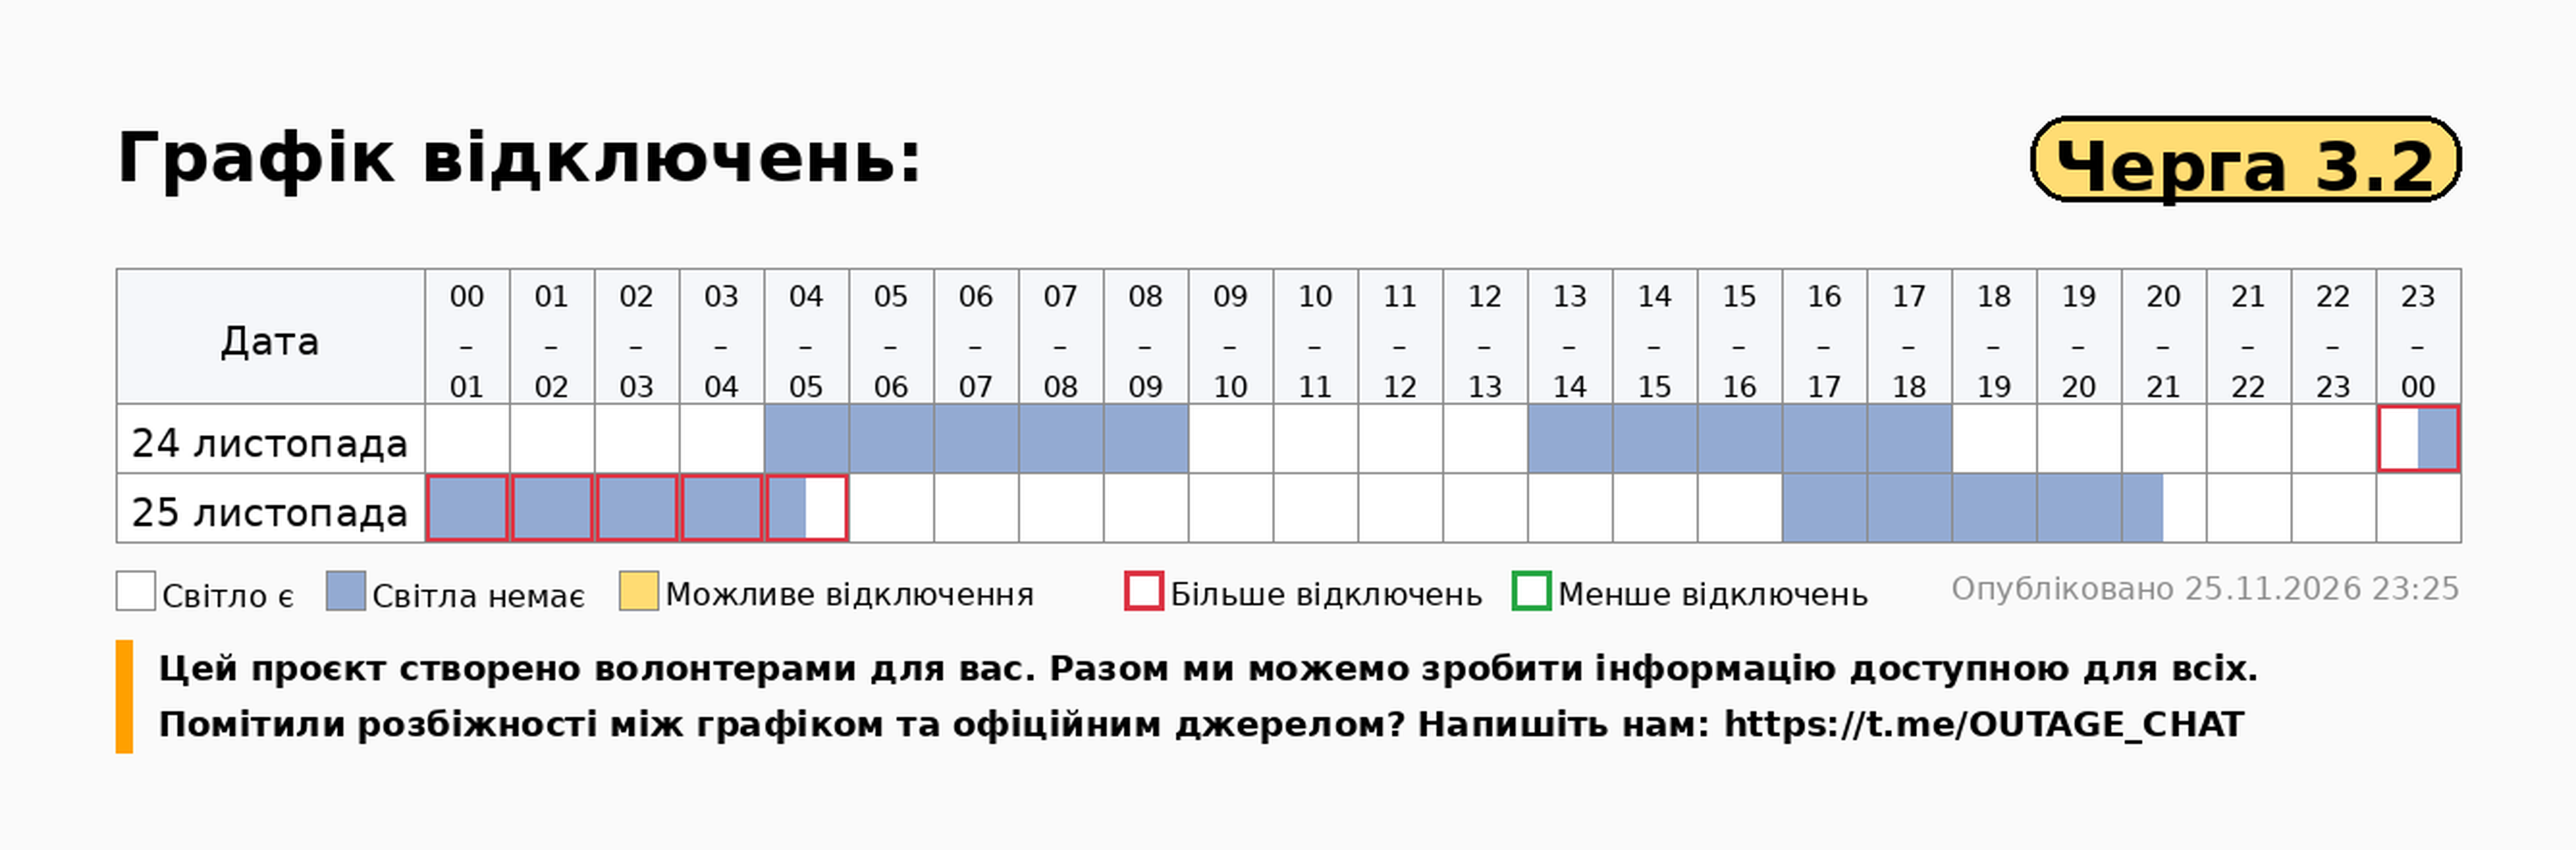 Графік відключень:
Черга 3.2
Дата 00 – 01 01 – 02 02 – 03 03 – 04 04 – 05 05 – 06 06 – 07 07 – 08 08 – 09 09 – 10 10 – 11 11 – 12 12 – 13 13 – 14 14 – 15 15 – 16 16 – 17 17 – 18 18 – 19 19 – 20 20 – 21 21 – 22 22 – 23 23 – 00
24 листопада
25 листопада
Світло є Світла немає Можливе відключення Більше відключень Менше відключень Опубліковано 25.11.2026 23:25
Цей проєкт створено волонтерами для вас. Разом ми можемо зробити інформацію доступною для всіх.
Помітили розбіжності між графіком та офіційним джерелом? Напишіть нам: https://t.me/OUTAGE_CHAT